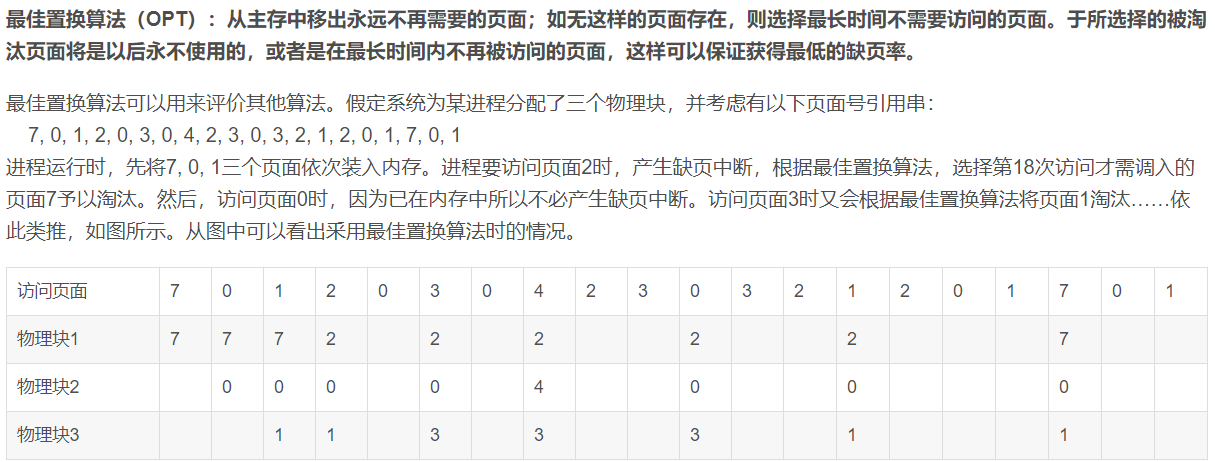 最佳置换算法（OPT）：从主存中移出永远不再需要的页面；如无这样的页面存在，则选择最长时间不需要访问的页面。于所选择的被淘
汰页面将是以后永不使用的，或者是在最长时间内不再被访问的页面，这样可以保证获得最低的缺页率。
最佳置换算法可以用来评价其他算法。假定系统为某进程分配了三个物理块，并考虑有以下页面号引用串：
7, 0, 1, 2, 0, 3, 0, 4, 2, 3, 0, 3, 2, 1, 2, 0, 1, 7, 0, 1
进程运行时，先将7, 0, 1三个页面依次装入内存。进程要访问页面2时，产生缺页中断，根据最佳置换算法，选择第18次访问才需调入的
页面7予以淘汰。然后，访问页面0时，因为已在内存中所以不必产生缺页中断。访问页面3时又会根据最佳置换算法将页面1淘汰……依
此类推，如图所示。从图中可以看出采用最佳置换算法时的情况。
访问页面 7 0 1 2 0 3 0 4 2 3 0 3 2 1 2 0 1 7 0 1
物理块1 7 7 7 2 2 2 2 2 7
物理块2 0 0 0 0 4 0 0 0
物理块3 1 1 3 3 3 1 1